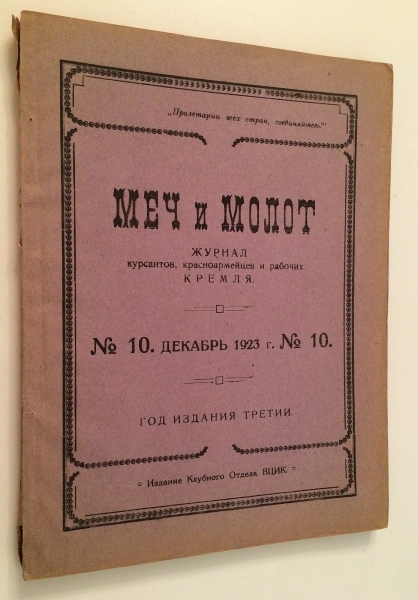 „Пролетарии всех стран, соединяйтесь!"
МЕЧ и МОЛОТ
ЖУРНАЛ
курсантов, красноармейцев и рабочих
КРЕМЛЯ.
№ 10. ДЕКАБРЬ 1923 г. № 10.
ГОД ИЗДАНИЯ ТРЕТИИ.
Издание Клубного Отдела ВЦИК.